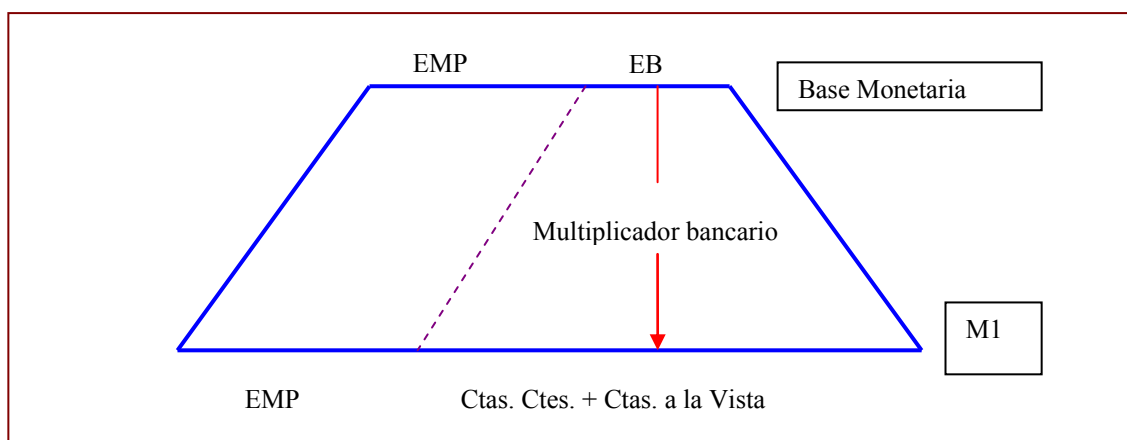 EMP
EB
Base Monetaria
Multiplicador bancario
M1
EMP
Ctas. Ctes. + Ctas. a la Vista